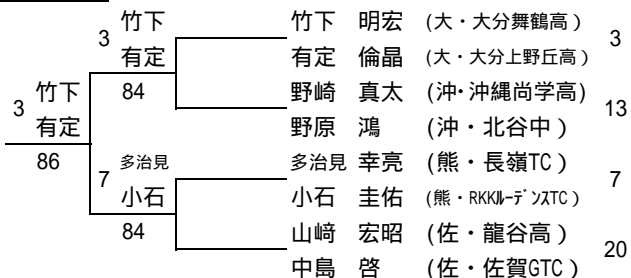 竹下 竹下 明宏 (大・大分舞鶴高)
3 3
有定 有定 倫晶 (大・大分上野丘高)
竹下 84 野崎 真太 (沖・沖縄尚学高)
3 13
有定 野原 鴻 (沖・北谷中)
86 多治見 多治見 幸亮 (熊・長嶺TC)
7 7
小石 小石 圭佑 (熊・RKKルーデンスTC)
84 山﨑 宏昭 (佐・龍谷高)
20
中島 啓 (佐・佐賀GTC)